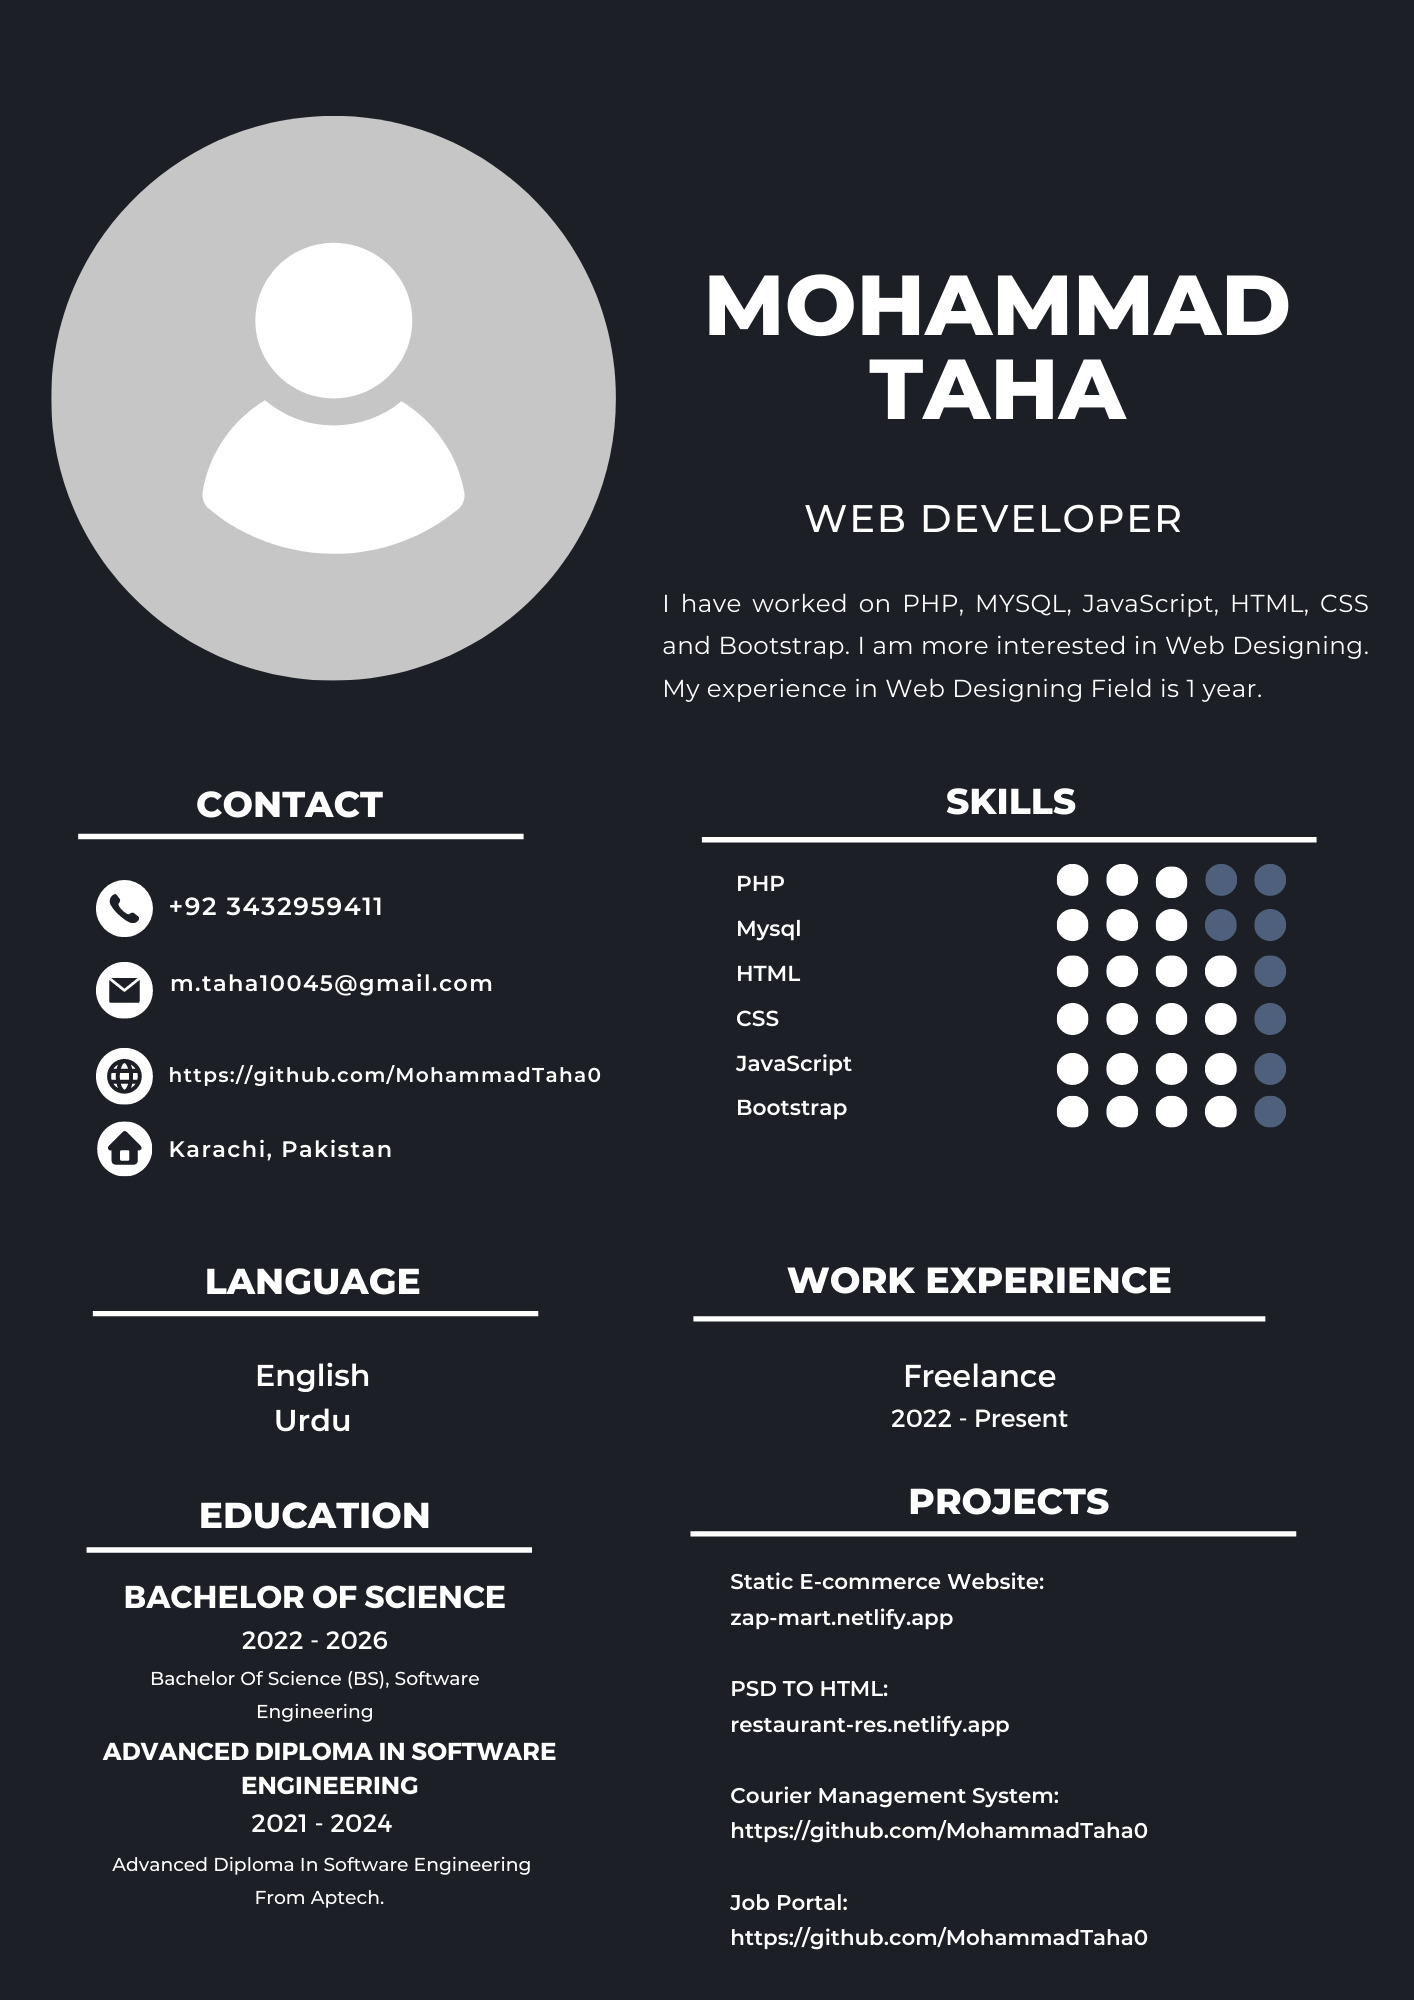 MOHAMMAD
TAHA
WEB DEVELOPER
I have worked on PHP, MYSQL, JavaScript, HTML, CSS
and Bootstrap. I am more interested in Web Designing.
My experience in Web Designing Field is 1 year.
CONTACT
+92 3432959411
m.taha10045@gmail.com
https://github.com/MohammadTaha0
Karachi, Pakistan
SKILLS
PHP
Mysql
HTML
CSS
JavaScript
Bootstrap
LANGUAGE
English
Urdu
WORK EXPERIENCE
Freelance
2022 - Present
EDUCATION
BACHELOR OF SCIENCE
2022 - 2026
Bachelor Of Science (BS), Software
Engineering
ADVANCED DIPLOMA IN SOFTWARE
ENGINEERING
2021 - 2024
Advanced Diploma In Software Engineering
From Aptech.
PROJECTS
Static E-commerce Website:
zap-mart.netlify.app
PSD TO HTML:
restaurant-res.netlify.app
Courier Management System:
https://github.com/MohammadTaha0
Job Portal:
https://github.com/MohammadTaha0